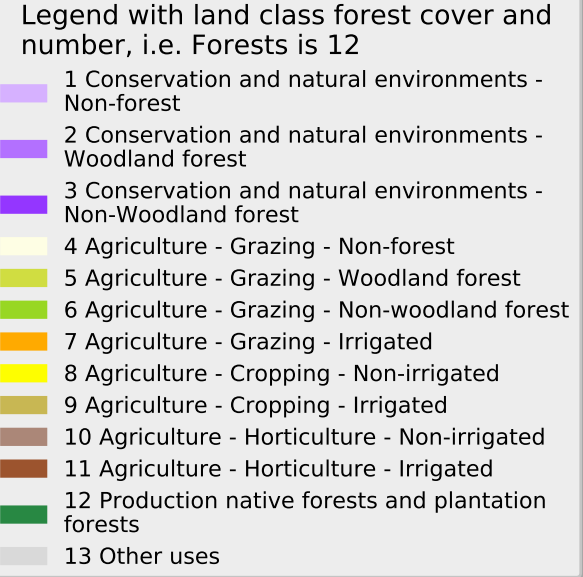 Legend with land class forest cover and
number, i.e. Forests is 12
1 Conservation and natural environments -
Non-forest
2 Conservation and natural environments -
Woodland forest
3 Conservation and natural environments -
Non-Woodland forest
4 Agriculture - Grazing - Non-forest
5 Agriculture - Grazing - Woodland forest
6 Agriculture - Grazing - Non-woodland forest
7 Agriculture - Grazing - Irrigated
8 Agriculture - Cropping - Non-irrigated
9 Agriculture - Cropping - Irrigated
10 Agriculture - Horticulture - Non-irrigated
11 Agriculture - Horticulture - Irrigated
12 Production native forests and plantation
forests
13 Other uses